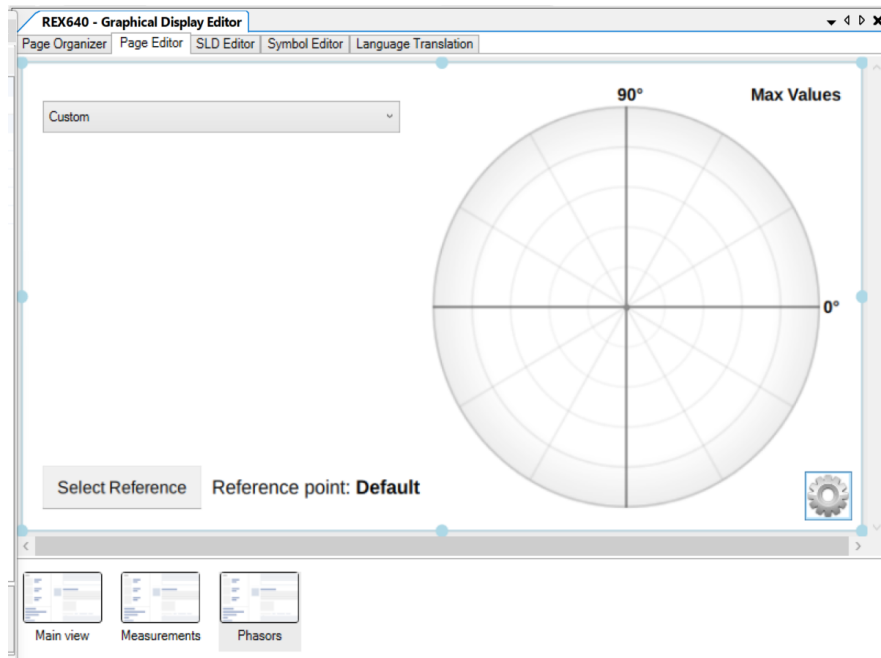 REX640 - Graphical Display Editor
Page Organizer Page Editor SLD Editor Symbol Editor Language Translation
90° Max Values
Custom
0°
Select Reference Reference point: Default
Main view Measurements Phasors